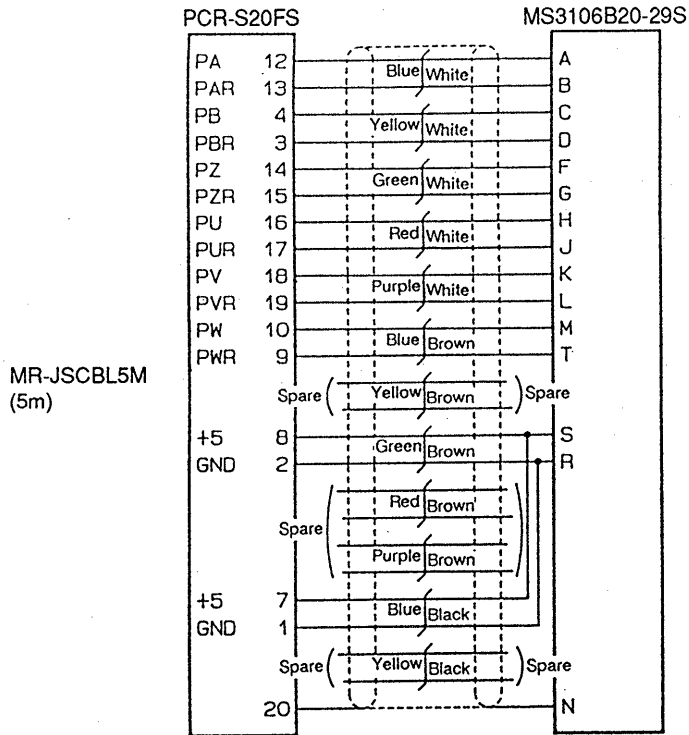 PCR-S20FS MS3106B20-29S
PA 12 A
Blue White
PAR 13 B
PB 4 C
Yellow White
PBR 3 D
PZ 14 F
Green White
PZR 15 G
PU 16 H
Red White
PUR 17 J
PV 18 K
Purple White
PVR 19 L
PW 10 M
Blue Brown
PWR 9 T
MR-JSCBL5M
(5m)
Spare Yellow Brown Spare
+5 8 S
Green Brown
GND 2 R
Red Brown
Spare
Purple Brown
+5 7
Blue Black
GND 1
Spare Yellow Black Spare
20 N